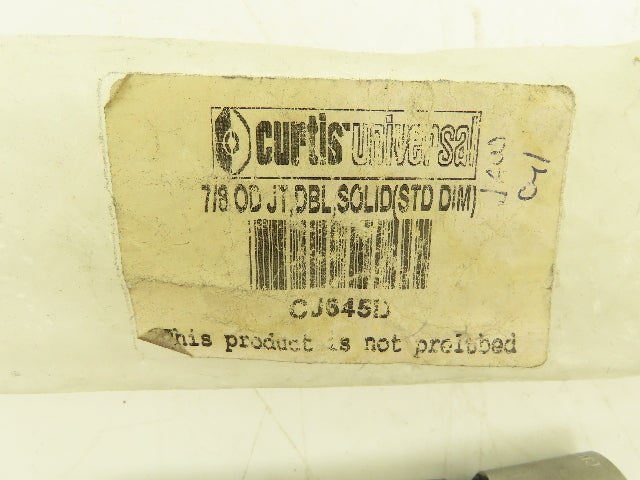 curtis universal
7/8 OD JT,DBL,SOLID(STD DIM)
CJ645D
This product is not prelubed